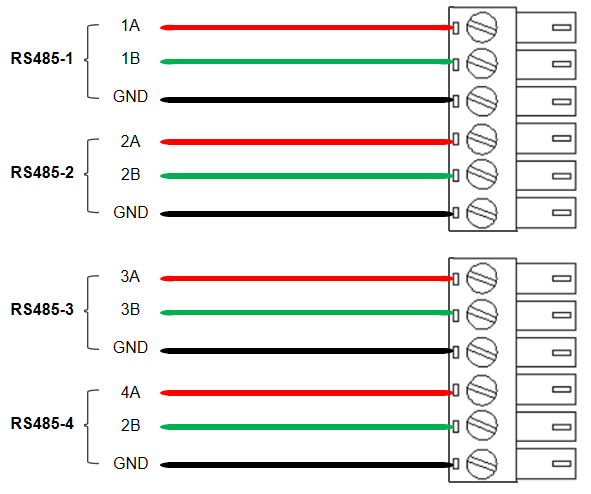 1A
RS485-1
1B
GND
2A
RS485-2
2B
GND
3A
RS485-3
3B
GND
4A
RS485-4
2B
GND